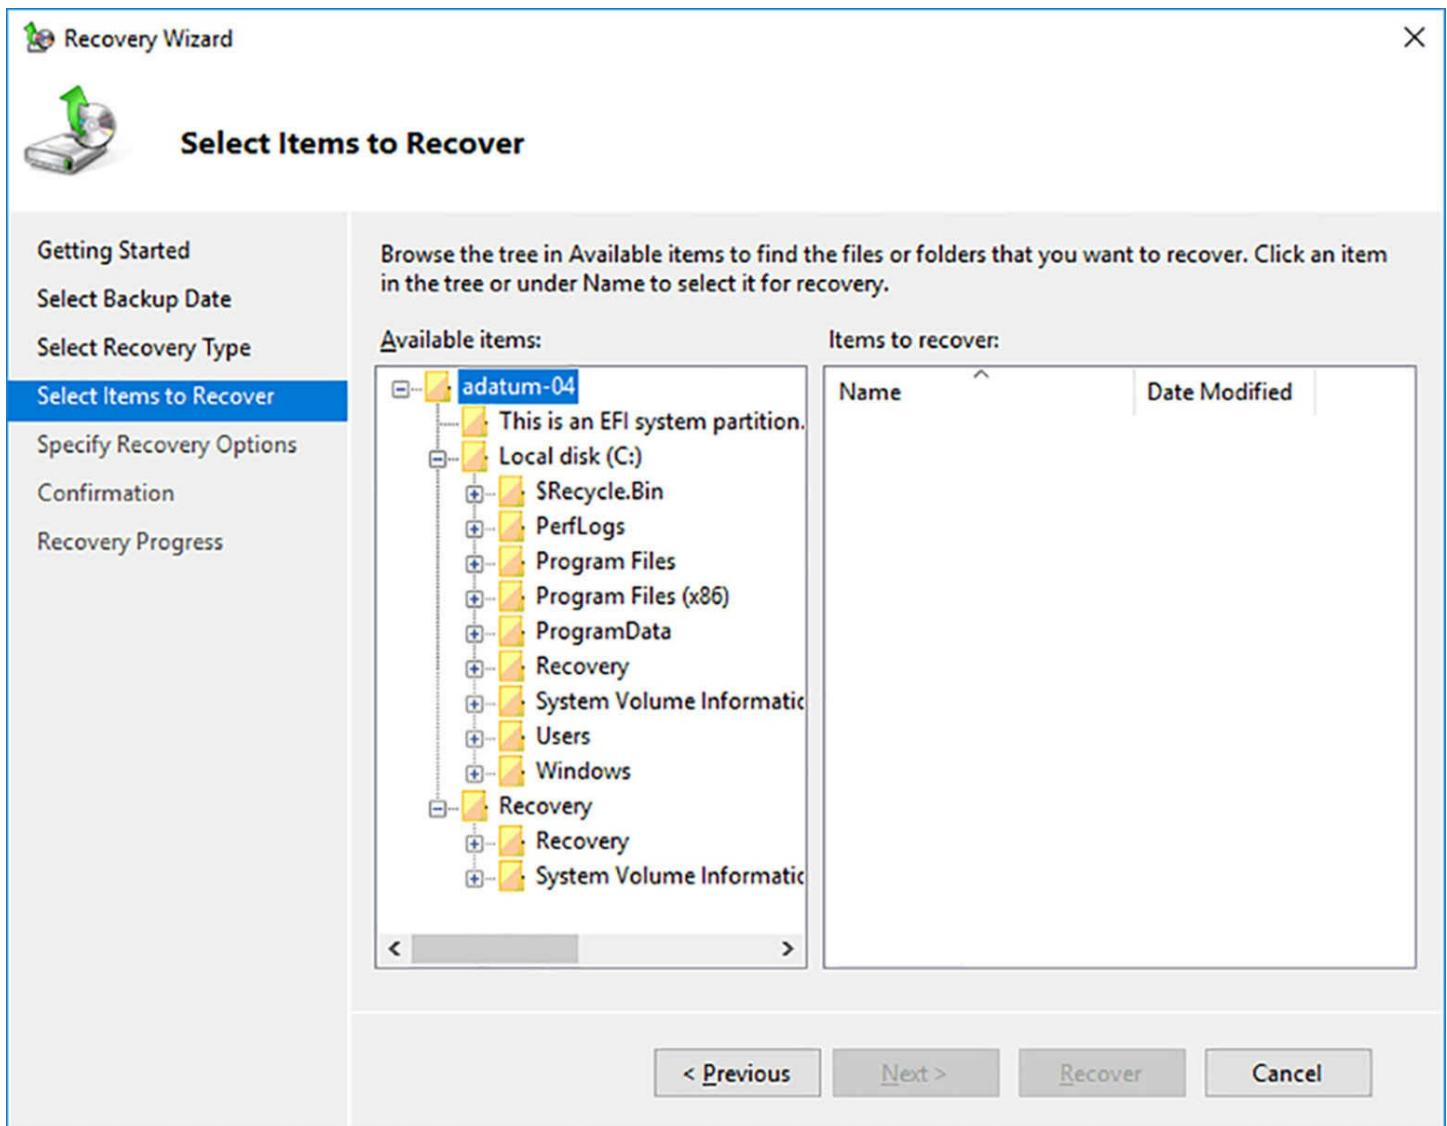 Recovery Wizard
Select Items to Recover
Getting Started
Select Backup Date
Select Recovery Type
Select Items to Recover
Specify Recovery Options
Confirmation
Recovery Progress
Browse the tree in Available items to find the files or folders that you want to recover. Click an item
in the tree or under Name to select it for recovery.
Available items:
adatum-04
This is an EFI system partition.
Local disk (C:)
$Recycle.Bin
PerfLogs
Program Files
Program Files (x86)
ProgramData
Recovery
System Volume Informatic
Users
Windows
Recovery
Recovery
System Volume Informatic
Items to recover:
Name
Date Modified
< Previous
Next >
Recover
Cancel